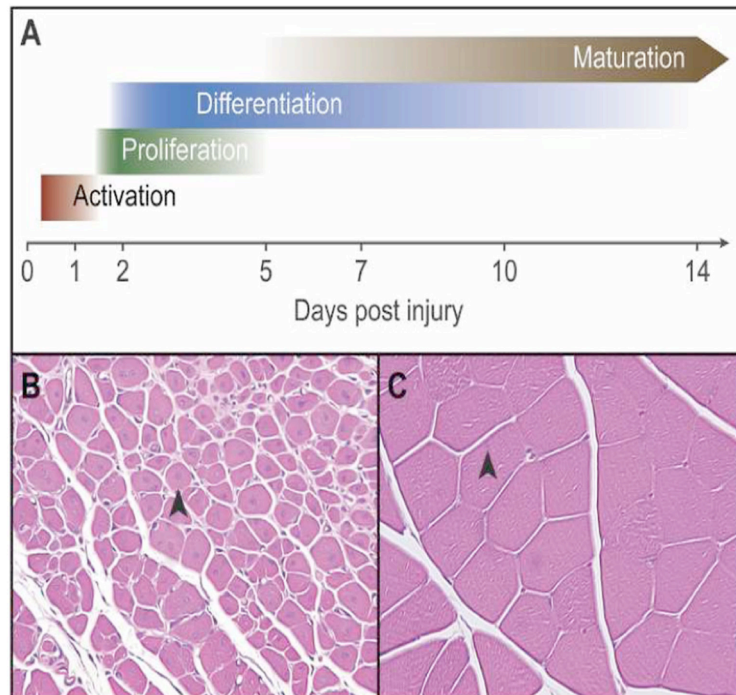 A
Maturation
Differentiation
Proliferation
Activation
0 1 2 5 7 10 14
Days post injury
B
C